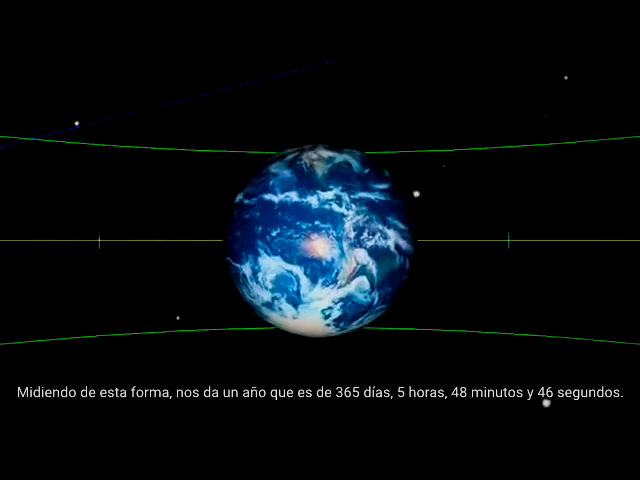 Midiendo de esta forma, nos da un año que es de 365 días, 5 horas, 48 minutos y 46 segundos.